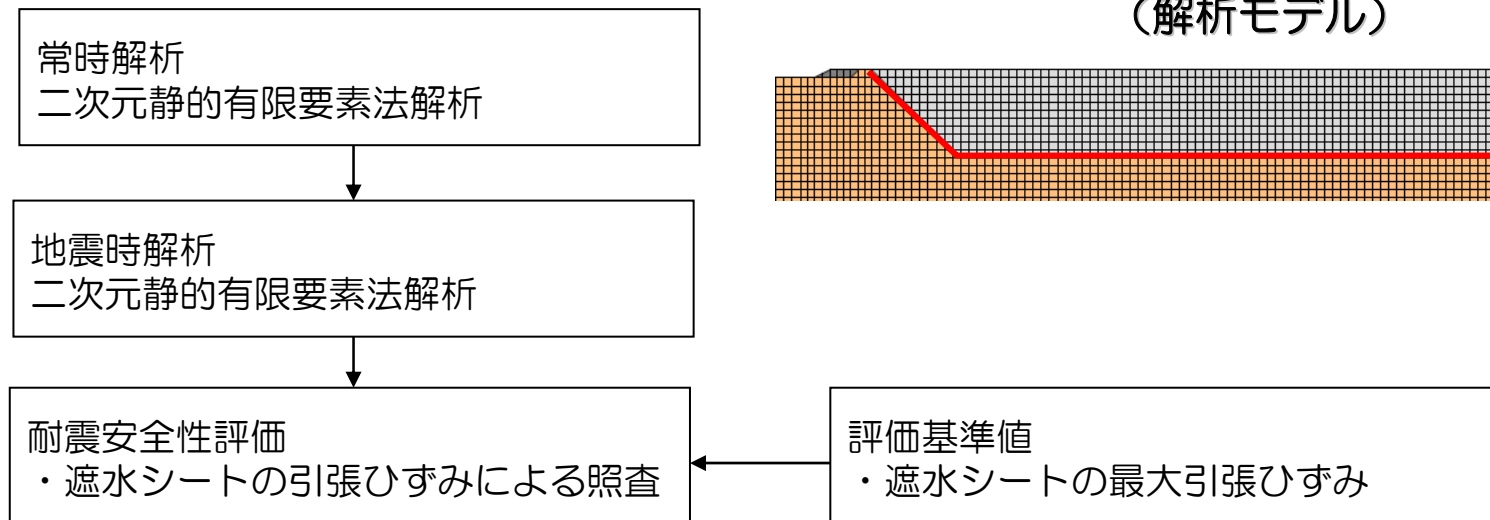 （解析モデル）
常時解析
二次元静的有限要素法解析
地震時解析
二次元静的有限要素法解析
耐震安全性評価
・遮水シートの引張ひずみによる照査
評価基準値
・遮水シートの最大引張ひずみ